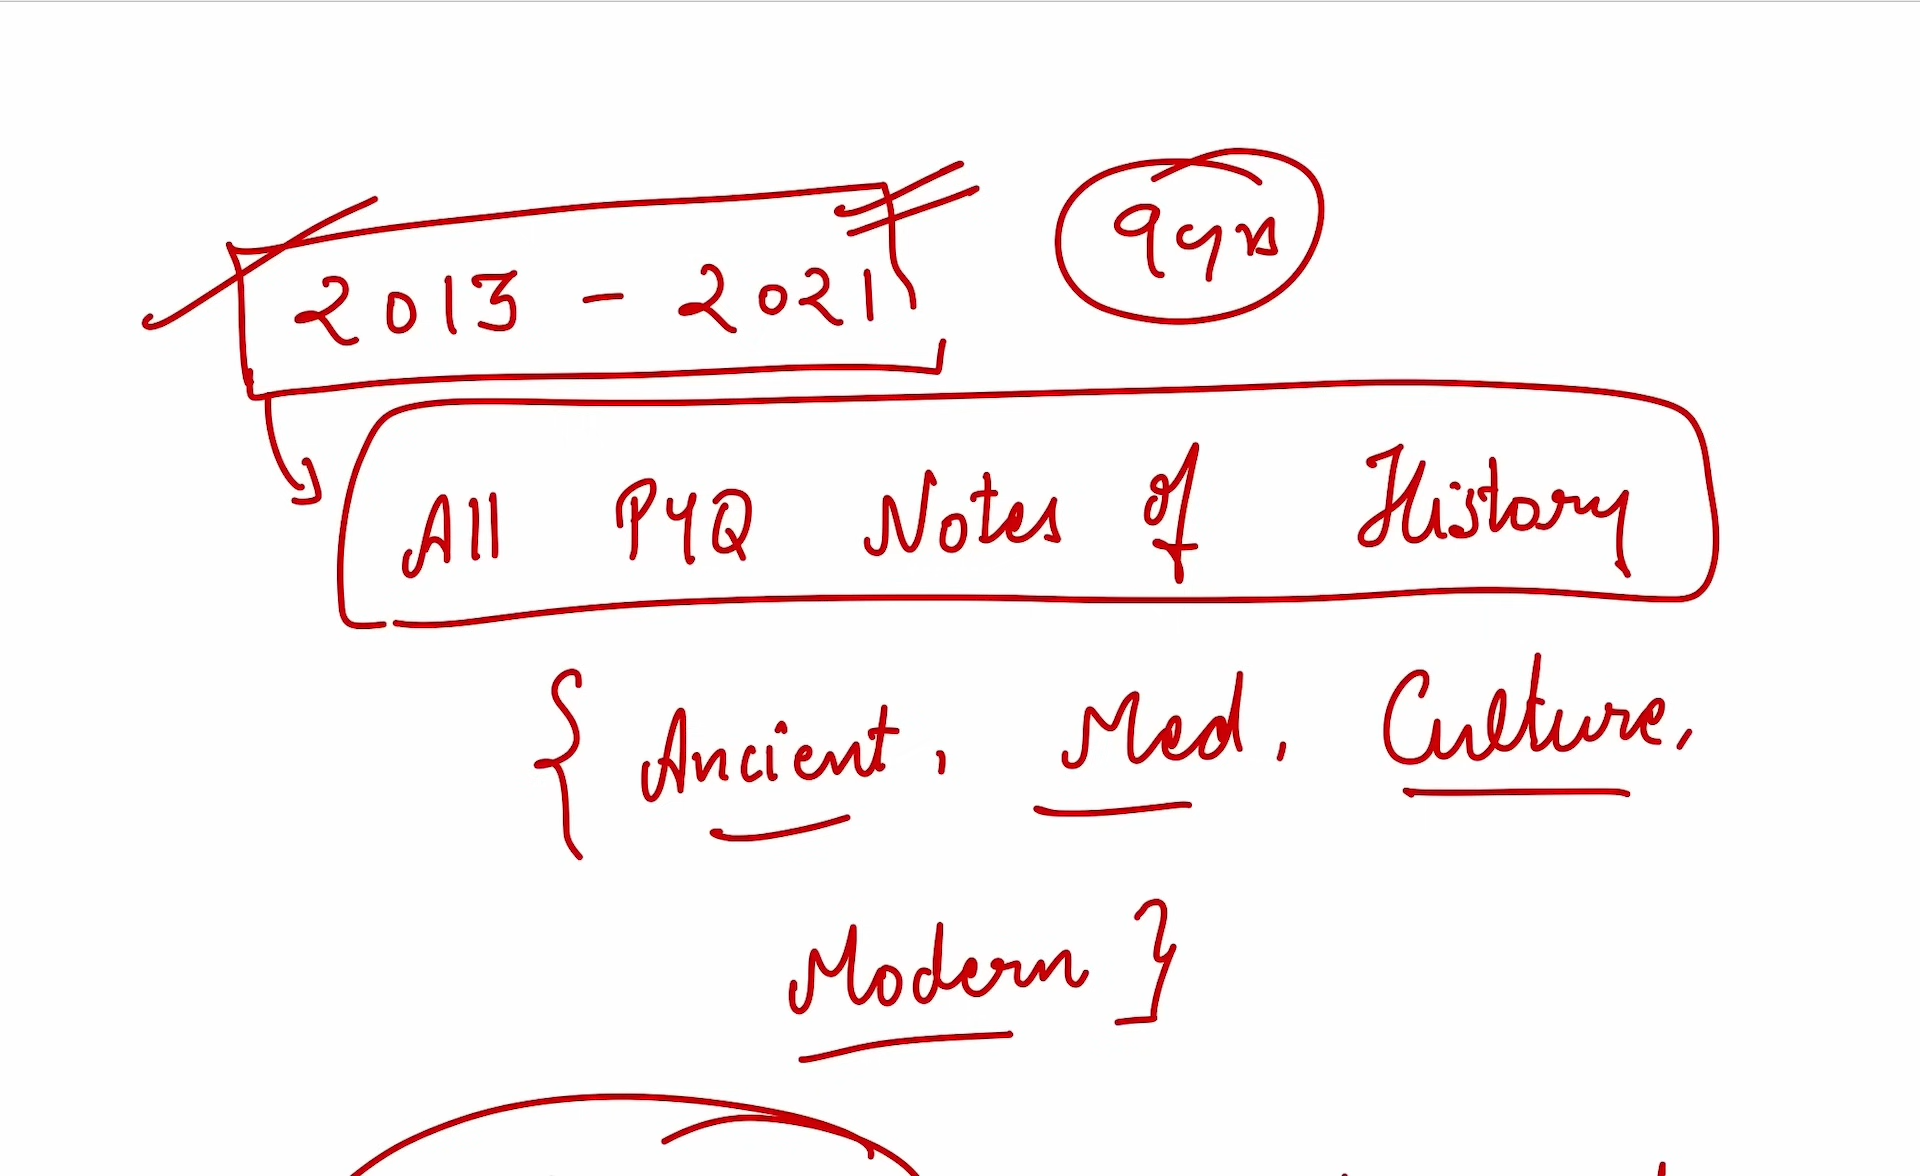 2013 - 2021 9yrs
All PYQ Notes of History
{ Ancient, Med, Culture,
Modern }